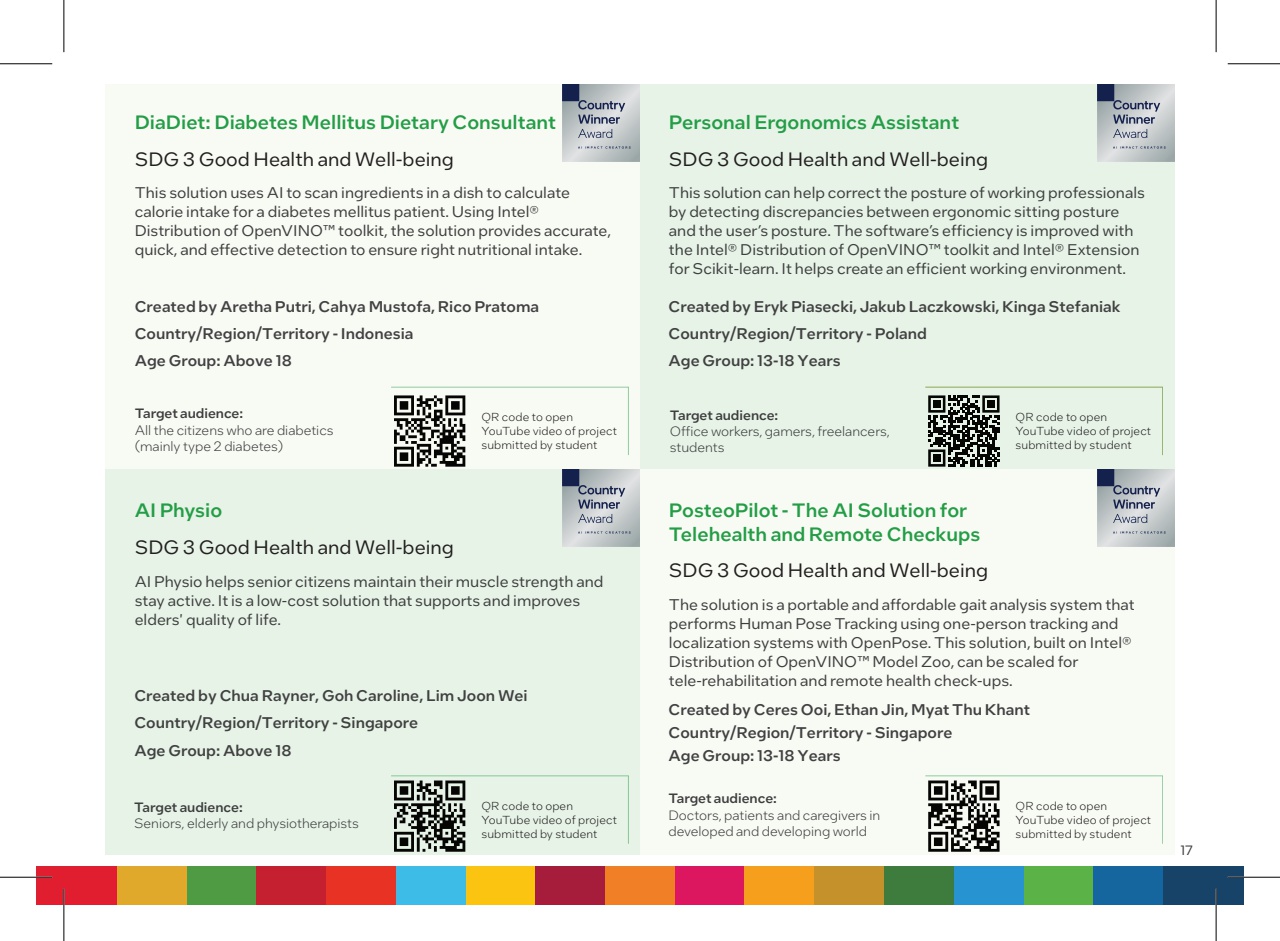 DiaDiet: Diabetes Mellitus Dietary Consultant
Country
Winner
Award
AI IMPACT CREATORS
SDG 3 Good Health and Well-being
This solution uses AI to scan ingredients in a dish to calculate
calorie intake for a diabetes mellitus patient. Using Intel®
Distribution of OpenVINO™ toolkit, the solution provides accurate,
quick, and effective detection to ensure right nutritional intake.
Created by Aretha Putri, Cahya Mustofa, Rico Pratoma
Country/Region/Territory - Indonesia
Age Group: Above 18
Target audience:
All the citizens who are diabetics
(mainly type 2 diabetes)
QR code to open
YouTube video of project
submitted by student
Personal Ergonomics Assistant
Country
Winner
Award
AI IMPACT CREATORS
SDG 3 Good Health and Well-being
This solution can help correct the posture of working professionals
by detecting discrepancies between ergonomic sitting posture
and the user’s posture. The software’s efficiency is improved with
the Intel® Distribution of OpenVINO™ toolkit and Intel® Extension
for Scikit-learn. It helps create an efficient working environment.
Created by Eryk Piasecki, Jakub Laczkowski, Kinga Stefaniak
Country/Region/Territory - Poland
Age Group: 13-18 Years
Target audience:
Office workers, gamers, freelancers,
students
QR code to open
YouTube video of project
submitted by student
AI Physio
Country
Winner
Award
AI IMPACT CREATORS
SDG 3 Good Health and Well-being
AI Physio helps senior citizens maintain their muscle strength and
stay active. It is a low-cost solution that supports and improves
elders' quality of life.
Created by Chua Rayner, Goh Caroline, Lim Joon Wei
Country/Region/Territory - Singapore
Age Group: Above 18
Target audience:
Seniors, elderly and physiotherapists
QR code to open
YouTube video of project
submitted by student
PosteoPilot - The AI Solution for
Telehealth and Remote Checkups
Country
Winner
Award
AI IMPACT CREATORS
SDG 3 Good Health and Well-being
The solution is a portable and affordable gait analysis system that
performs Human Pose Tracking using one-person tracking and
localization systems with OpenPose. This solution, built on Intel®
Distribution of OpenVINO™ Model Zoo, can be scaled for
tele-rehabilitation and remote health check-ups.
Created by Ceres Ooi, Ethan Jin, Myat Thu Khant
Country/Region/Territory - Singapore
Age Group: 13-18 Years
Target audience:
Doctors, patients and caregivers in
developed and developing world
QR code to open
YouTube video of project
submitted by student
17